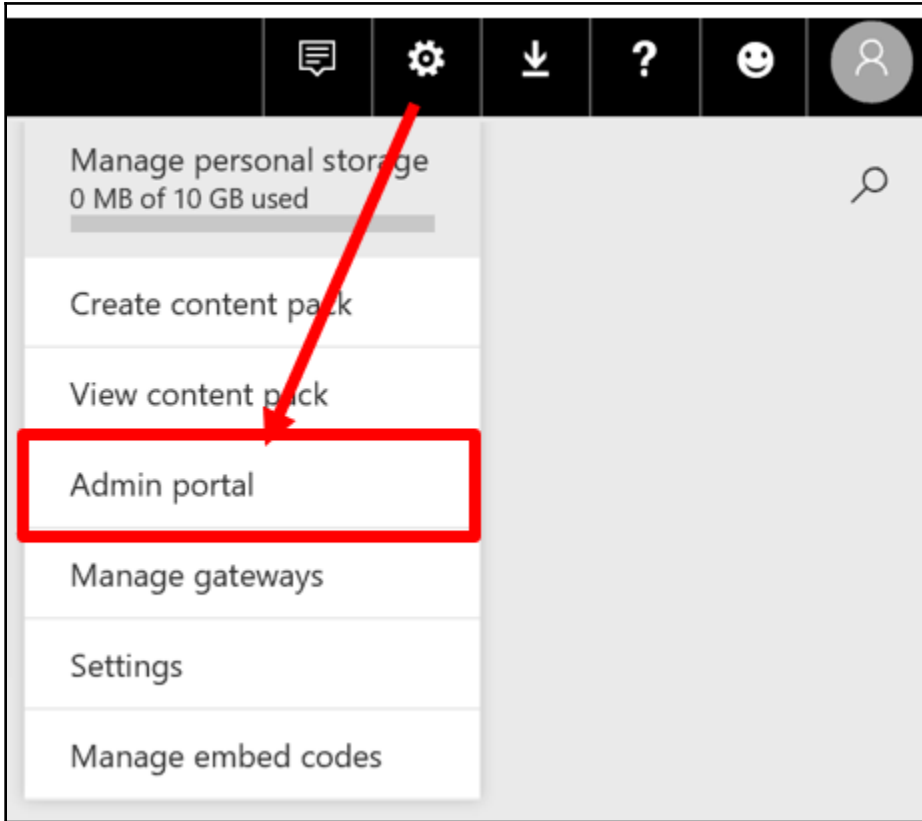 Manage personal storage
0 MB of 10 GB used
Create content pack
View content pack
Admin portal
Manage gateways
Settings
Manage embed codes